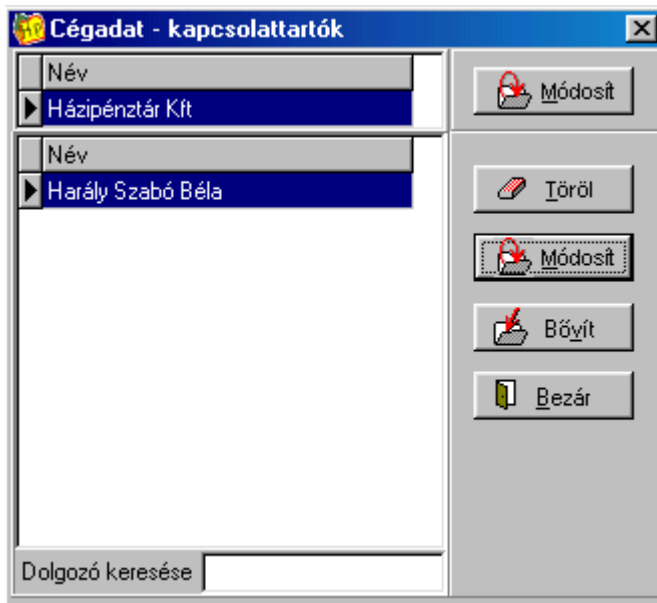 Cégadat - kapcsolattartók
Név
Házipénztár Kft
Módosít
Név
Harály Szabó Béla
Töröl
Módosít
Bővít
Bezár
Dolgozó keresése